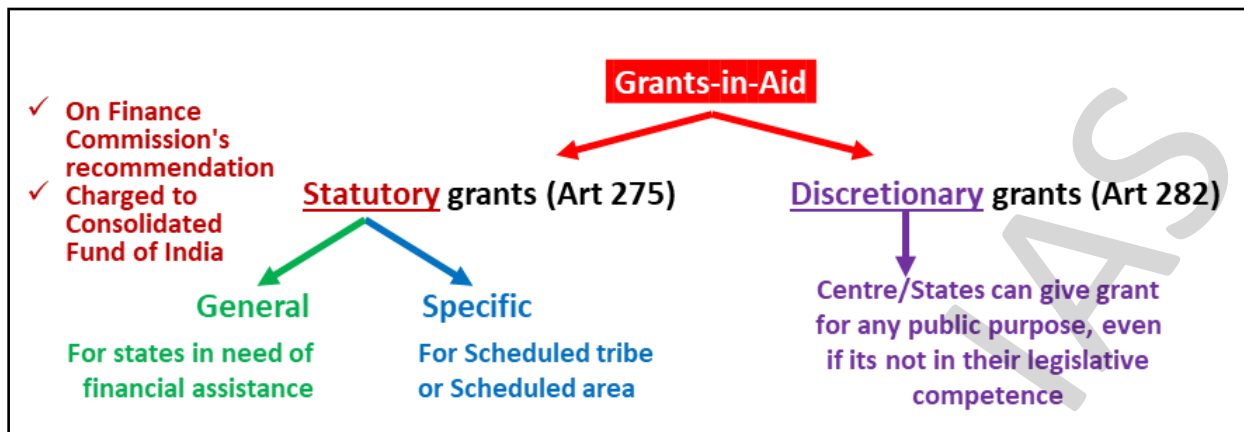 Grants-in-Aid
✓ On Finance
Commission's
recommendation
✓ Charged to
Consolidated
Fund of India
Statutory grants (Art 275)
Discretionary grants (Art 282)
General
For states in need of
financial assistance
Specific
For Scheduled tribe
or Scheduled area
Centre/States can give grant
for any public purpose, even
if its not in their legislative
competence
IAS